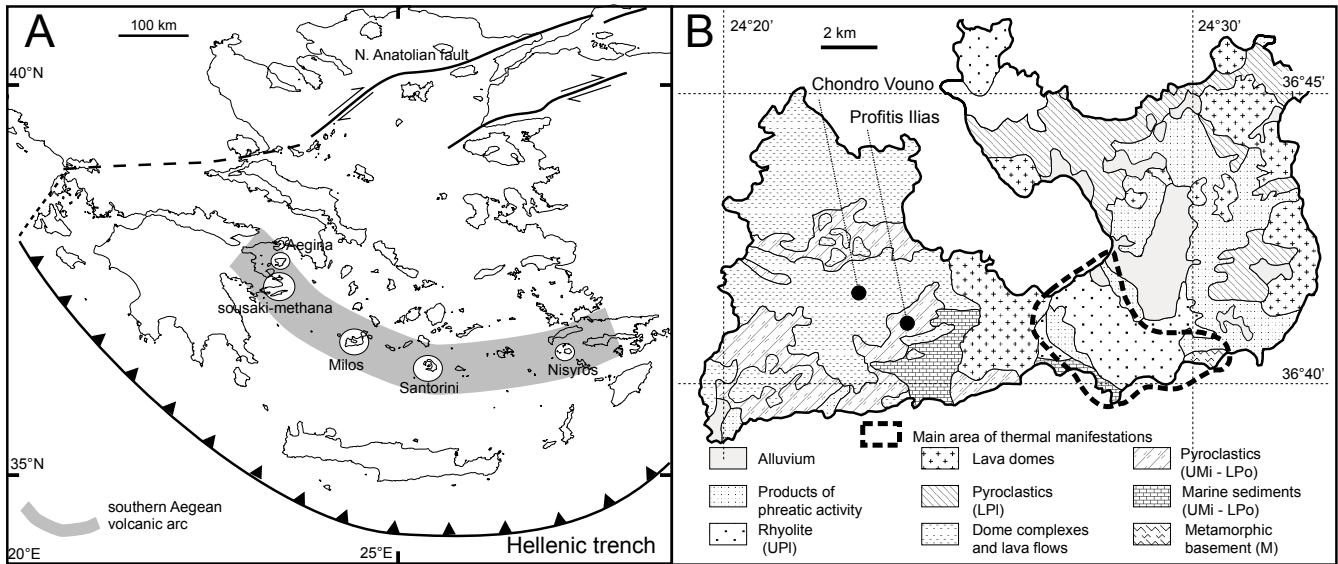 A
100 km
N. Anatolian fault
40°N
Aegina
sousaki-methana
Milos
Santorini
Nisyros
35°N
southern Aegean
volcanic arc
20°E
25°E
Hellenic trench
B
24°20’
2 km
24°30’
Chondro Vouno
36°45’
Profitis Ilias
36°40’
Main area of thermal manifestations
Alluvium
Lava domes
Pyroclastics
(UMi - LPo)
Products of
phreatic activity
Pyroclastics
(LPl)
Marine sediments
(UMi - LPo)
Rhyolite
(UPl)
Dome complexes
and lava flows
Metamorphic
basement (M)